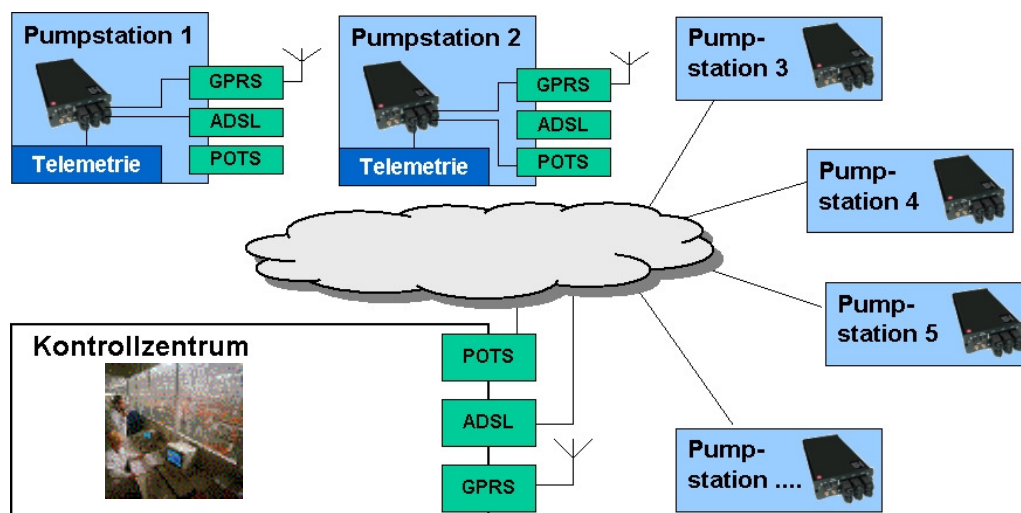 Pumpstation 1
GPRS
ADSL
POTS
Telemetrie
Pumpstation 2
GPRS
ADSL
POTS
Telemetrie
Pump-
station 3
Pump-
station 4
Pump-
station 5
Pump-
station ....
Kontrollzentrum
POTS
ADSL
GPRS